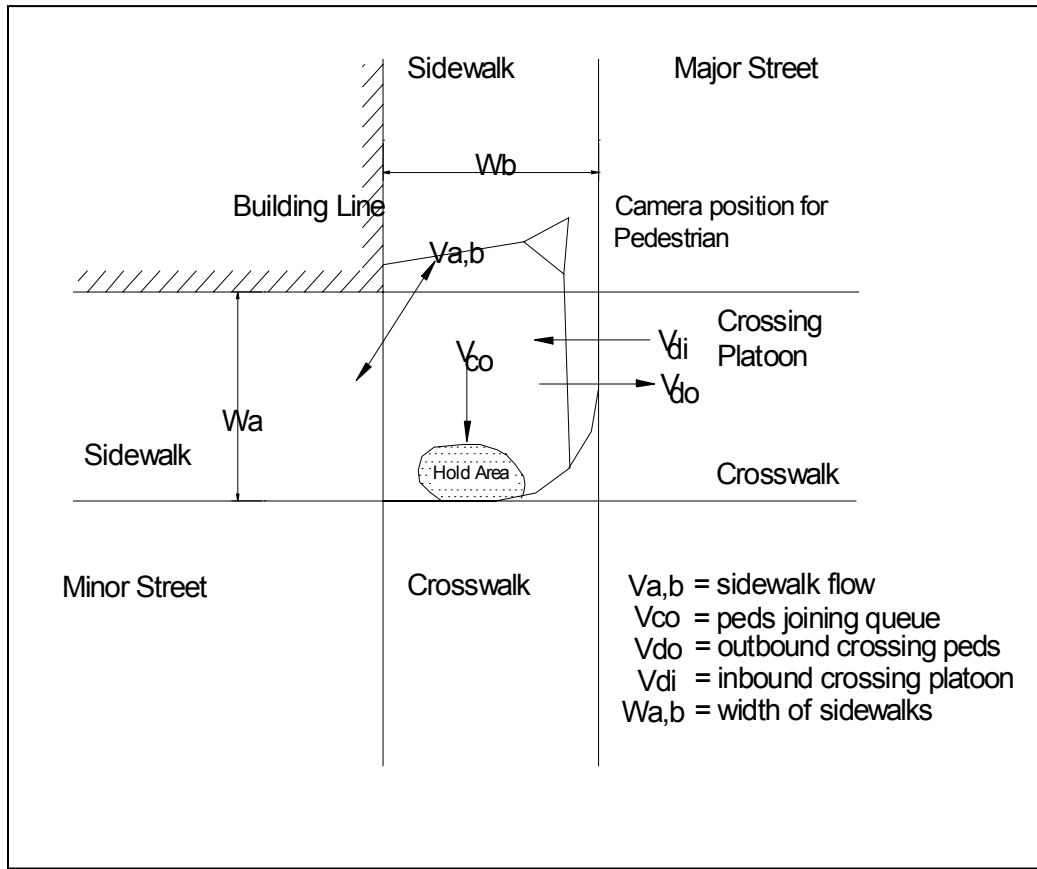 Sidewalk
Major Street
Wb
Building Line
Camera position for
Pedestrian
Va,b
Crossing
Platoon
Vdi
Vco
Vdo
Wa
Sidewalk
Hold Area
Crosswalk
Minor Street
Crosswalk
Va,b = sidewalk flow
Vco = peds joining queue
Vdo = outbound crossing peds
Vdi = inbound crossing platoon
Wa,b = width of sidewalks